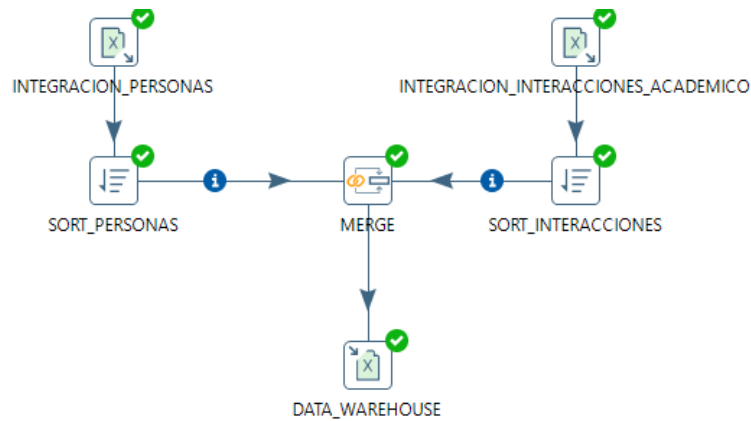 INTEGRACION_PERSONAS
INTEGRACION_INTERACCIONES_ACADEMICO
SORT_PERSONAS
MERGE
SORT_INTERACCIONES
DATA_WAREHOUSE